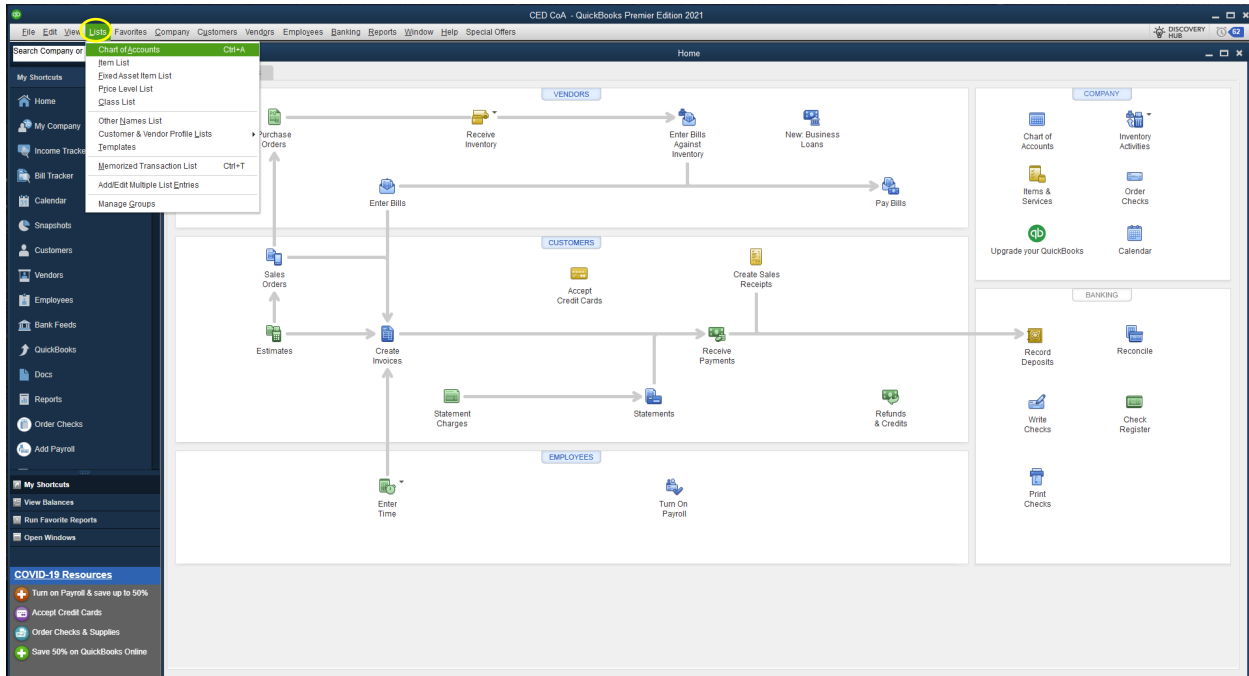 CED CoA - QuickBooks Premier Edition 2021
File Edit View Lists Favorites Company Customers Vendors Employees Banking Reports Window Help Special Offers
DISCOVERY
HUB
62
Search Company or
Home
Chart of Accounts Ctrl+A
Item List
Fixed Asset Item List
Price Level List
Class List
Other Names List
Customer & Vendor Profile Lists
Templates
Memorized Transaction List Ctrl+T
Add/Edit Multiple List Entries
Manage Groups
My Shortcuts
Home
My Company
Income Tracke
Bill Tracker
Calendar
Snapshots
Customers
Vendors
Employees
Bank Feeds
QuickBooks
Docs
Reports
Order Checks
Add Payroll
My Shortcuts
View Balances
Run Favorite Reports
Open Windows
COVID-19 Resources
Turn on Payroll & save up to 50%
Accept Credit Cards
Order Checks & Supplies
Save 50% on QuickBooks Online
VENDORS
Purchase
Orders
Receive
Inventory
Enter Bills
Against
Inventory
New: Business
Loans
Enter Bills
Pay Bills
CUSTOMERS
Sales
Orders
Accept
Credit Cards
Create Sales
Receipts
Estimates
Create
Invoices
Receive
Payments
Statement
Charges
Statements
Refunds
& Credits
EMPLOYEES
Enter
Time
Turn On
Payroll
COMPANY
Chart of
Accounts
Inventory
Activities
Items &
Services
Order
Checks
qb
Upgrade your QuickBooks
Calendar
BANKING
Record
Deposits
Reconcile
Write
Checks
Check
Register
Print
Checks